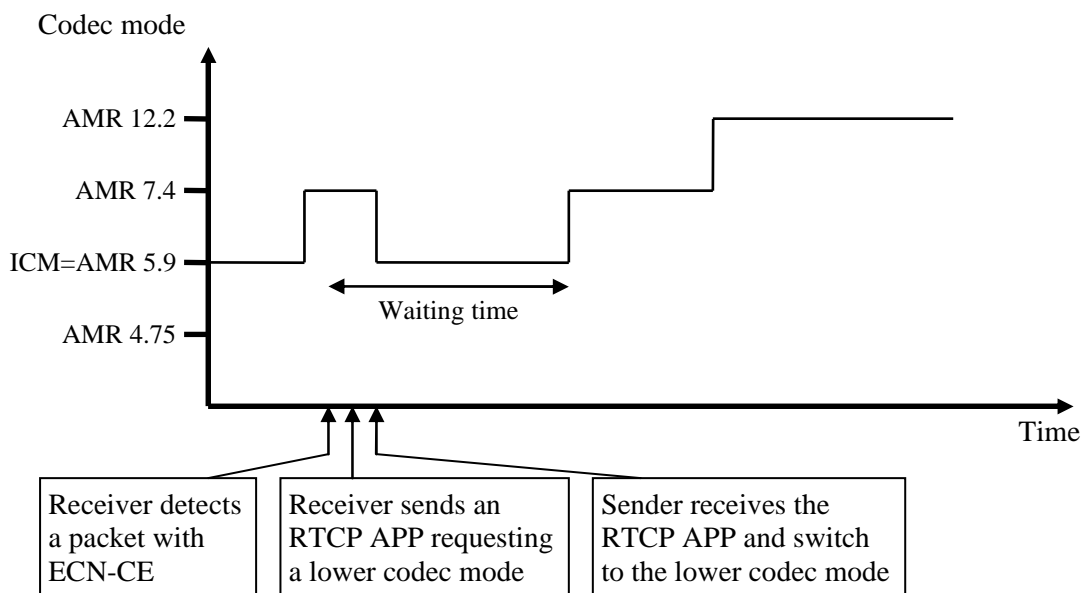 Codec mode
AMR 12.2
AMR 7.4
ICM=AMR 5.9
Waiting time
AMR 4.75
Time
Receiver detects
a packet with
ECN-CE
Receiver sends an
RTCP APP requesting
a lower codec mode
Sender receives the
RTCP APP and switch
to the lower codec mode